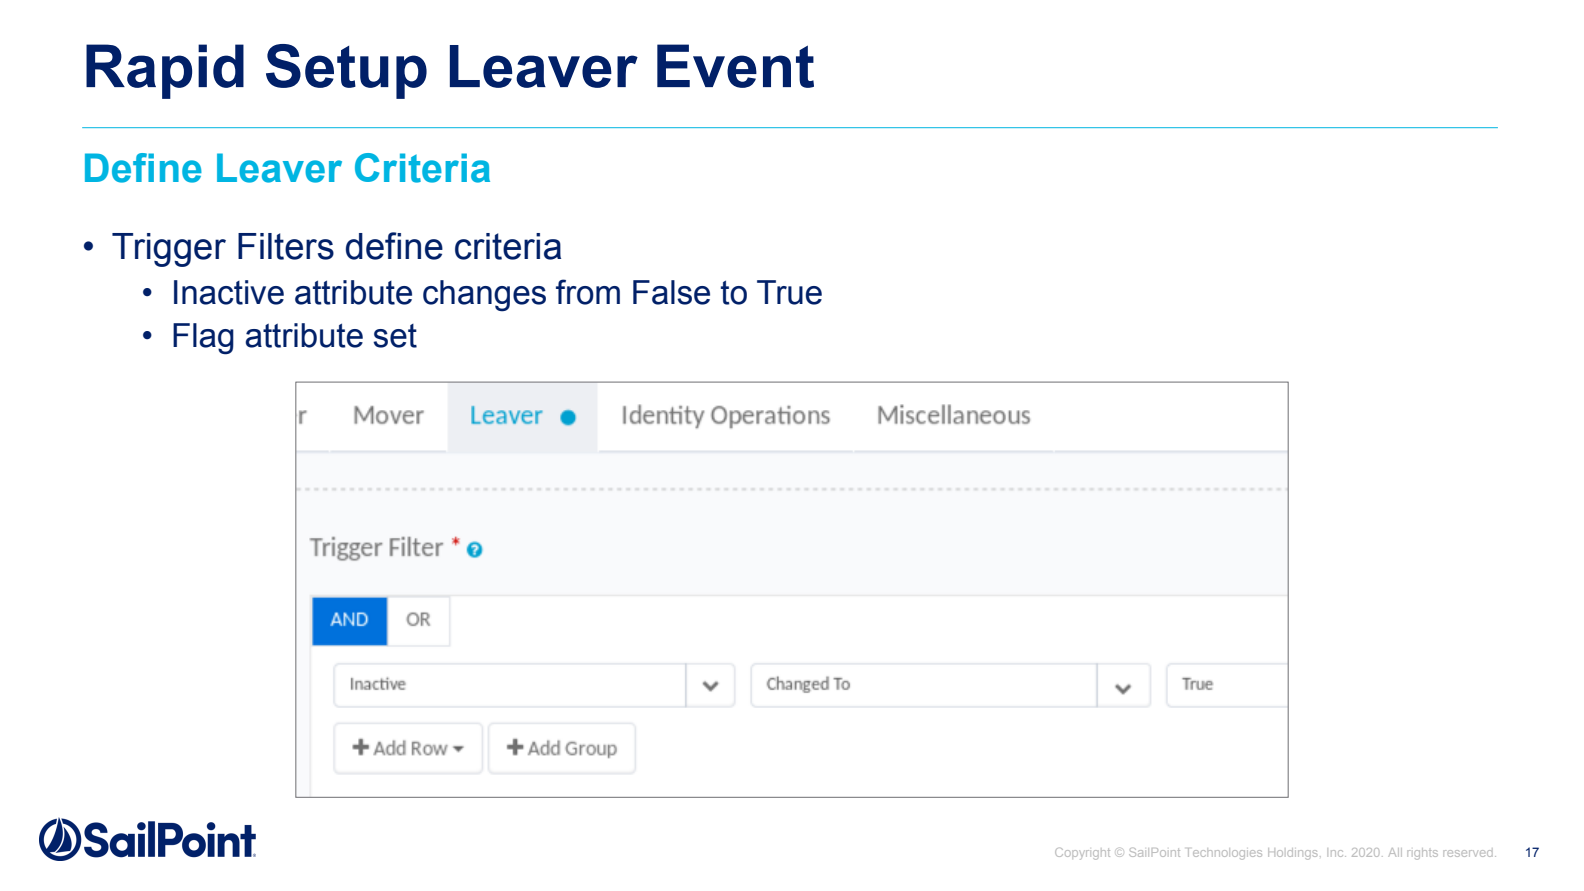 Rapid Setup Leaver Event
Define Leaver Criteria
• Trigger Filters define criteria
• Inactive attribute changes from False to True
• Flag attribute set
r Mover Leaver Identity Operations Miscellaneous
Trigger Filter * ?
AND OR
Inactive Changed To True
+ Add Row + Add Group
SailPoint
Copyright © SailPoint Technologies Holdings, Inc. 2020. All rights reserved. 17